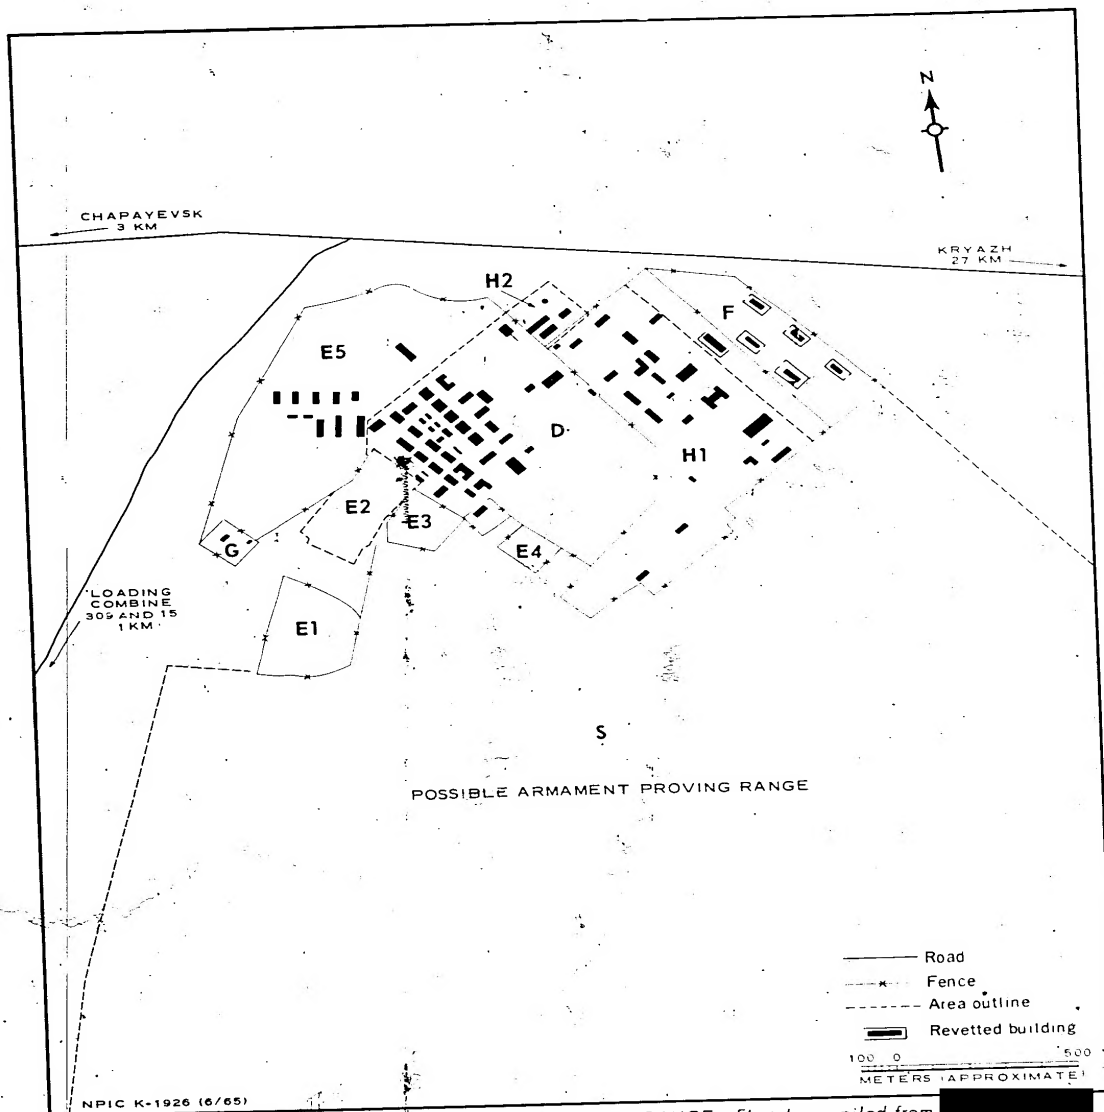 N
CHAPAYEVSK
3 KM
KRYAZH
27 KM
H2
F
E5
D
H1
E2
E3
G
E4
LOADING
COMBINE
309 AND 15
1 KM
E1
S
POSSIBLE ARMAMENT PROVING RANGE
Road
Fence
Area outline
Revetted building
100 0 500
METERS (APPROXIMATE)
NPIC K-1926 (6/65)
compiled from